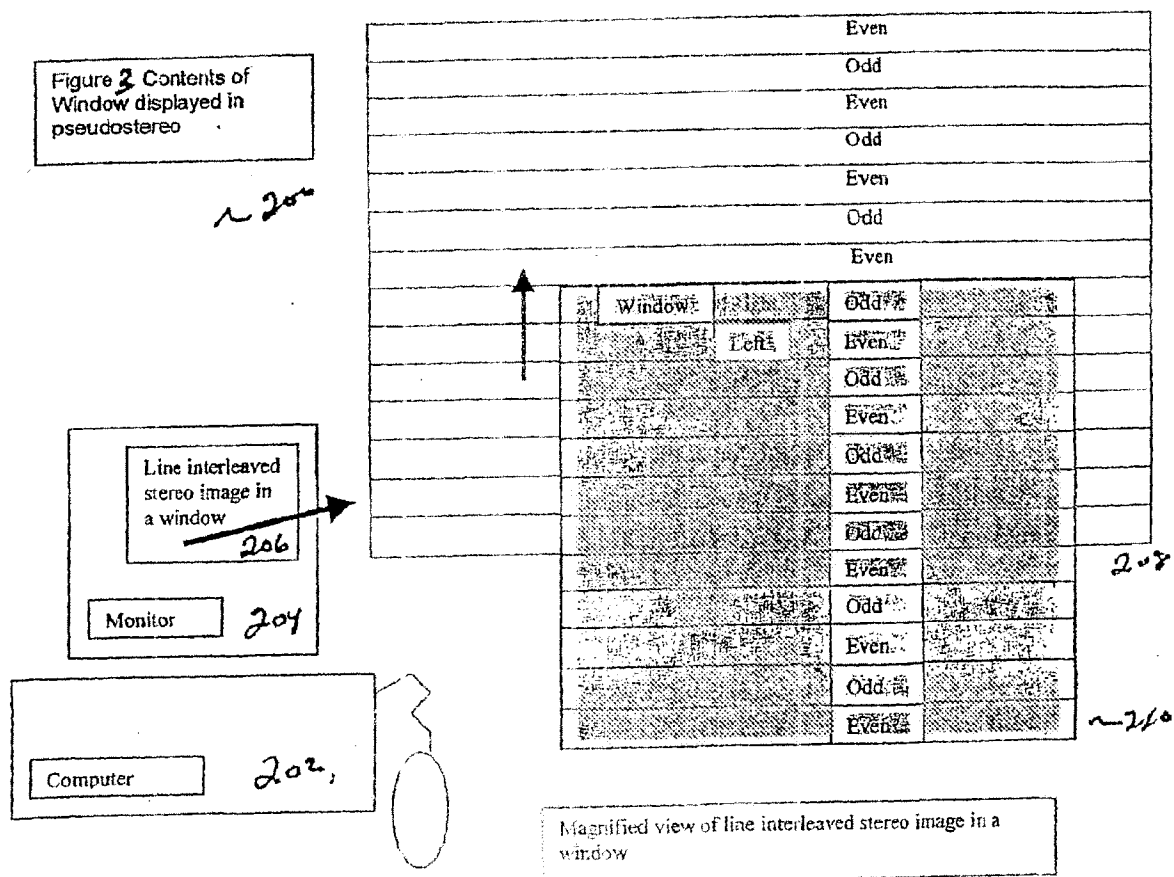 Figure 3 Contents of
Window displayed in
pseudostereo
~200
Even
Odd
Even
Odd
Even
Odd
Even
Window
Odd
Left
Even
Odd
Even
Odd
Even
Odd
Even
Odd
Even
Odd
Even
208
~210
Line interleaved
stereo image in
a window
206
Monitor
204
Computer
202
Magnified view of line interleaved stereo image in a
window